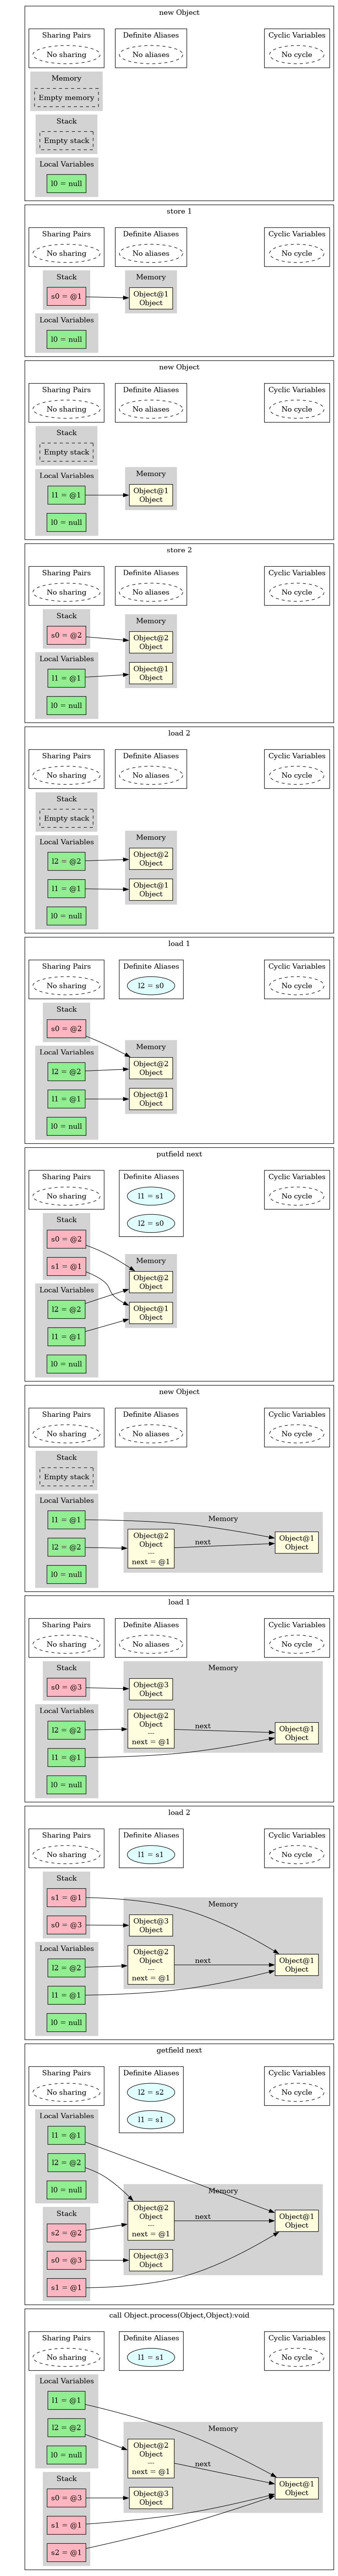 new Object
Sharing Pairs
No sharing
Definite Aliases
No aliases
Cyclic Variables
No cycle
Memory
Empty memory
Stack
Empty stack
Local Variables
l0 = null
store 1
Sharing Pairs
No sharing
Definite Aliases
No aliases
Cyclic Variables
No cycle
Stack
s0 = @1
Memory
Object@1
Object
Local Variables
l0 = null
new Object
Sharing Pairs
No sharing
Definite Aliases
No aliases
Cyclic Variables
No cycle
Stack
Empty stack
Local Variables
l1 = @1
l0 = null
Memory
Object@1
Object
store 2
Sharing Pairs
No sharing
Definite Aliases
No aliases
Cyclic Variables
No cycle
Stack
s0 = @2
Local Variables
l1 = @1
l0 = null
Memory
Object@2
Object
Object@1
Object
load 2
Sharing Pairs
No sharing
Definite Aliases
No aliases
Cyclic Variables
No cycle
Stack
Empty stack
Local Variables
l2 = @2
l1 = @1
l0 = null
Memory
Object@2
Object
Object@1
Object
load 1
Sharing Pairs
No sharing
Definite Aliases
l2 = s0
Cyclic Variables
No cycle
Stack
s0 = @2
Local Variables
l2 = @2
l1 = @1
l0 = null
Memory
Object@2
Object
Object@1
Object
putfield next
Sharing Pairs
No sharing
Definite Aliases
l1 = s1
l2 = s0
Cyclic Variables
No cycle
Stack
s0 = @2
s1 = @1
Local Variables
l2 = @2
l1 = @1
l0 = null
Memory
Object@2
Object
Object@1
Object
new Object
Sharing Pairs
No sharing
Definite Aliases
No aliases
Cyclic Variables
No cycle
Stack
Empty stack
Local Variables
l1 = @1
l2 = @2
l0 = null
Memory
Object@2
Object
---
next = @1
next
Object@1
Object
load 1
Sharing Pairs
No sharing
Definite Aliases
No aliases
Cyclic Variables
No cycle
Stack
s0 = @3
Local Variables
l2 = @2
l1 = @1
l0 = null
Memory
Object@3
Object
Object@2
Object
---
next = @1
next
Object@1
Object
load 2
Sharing Pairs
No sharing
Definite Aliases
l1 = s1
Cyclic Variables
No cycle
Stack
s1 = @1
s0 = @3
Local Variables
l2 = @2
l1 = @1
l0 = null
Memory
Object@3
Object
Object@2
Object
---
next = @1
next
Object@1
Object
getfield next
Sharing Pairs
No sharing
Definite Aliases
l2 = s2
l1 = s1
Cyclic Variables
No cycle
Local Variables
l1 = @1
l2 = @2
l0 = null
Stack
s2 = @2
s0 = @3
s1 = @1
Memory
Object@2
Object
---
next = @1
next
Object@3
Object
Object@1
Object
call Object.process(Object,Object):void
Sharing Pairs
No sharing
Definite Aliases
l1 = s1
Cyclic Variables
No cycle
Local Variables
l1 = @1
l2 = @2
l0 = null
Stack
s0 = @3
s1 = @1
s2 = @1
Memory
Object@2
Object
---
next = @1
next
Object@3
Object
Object@1
Object